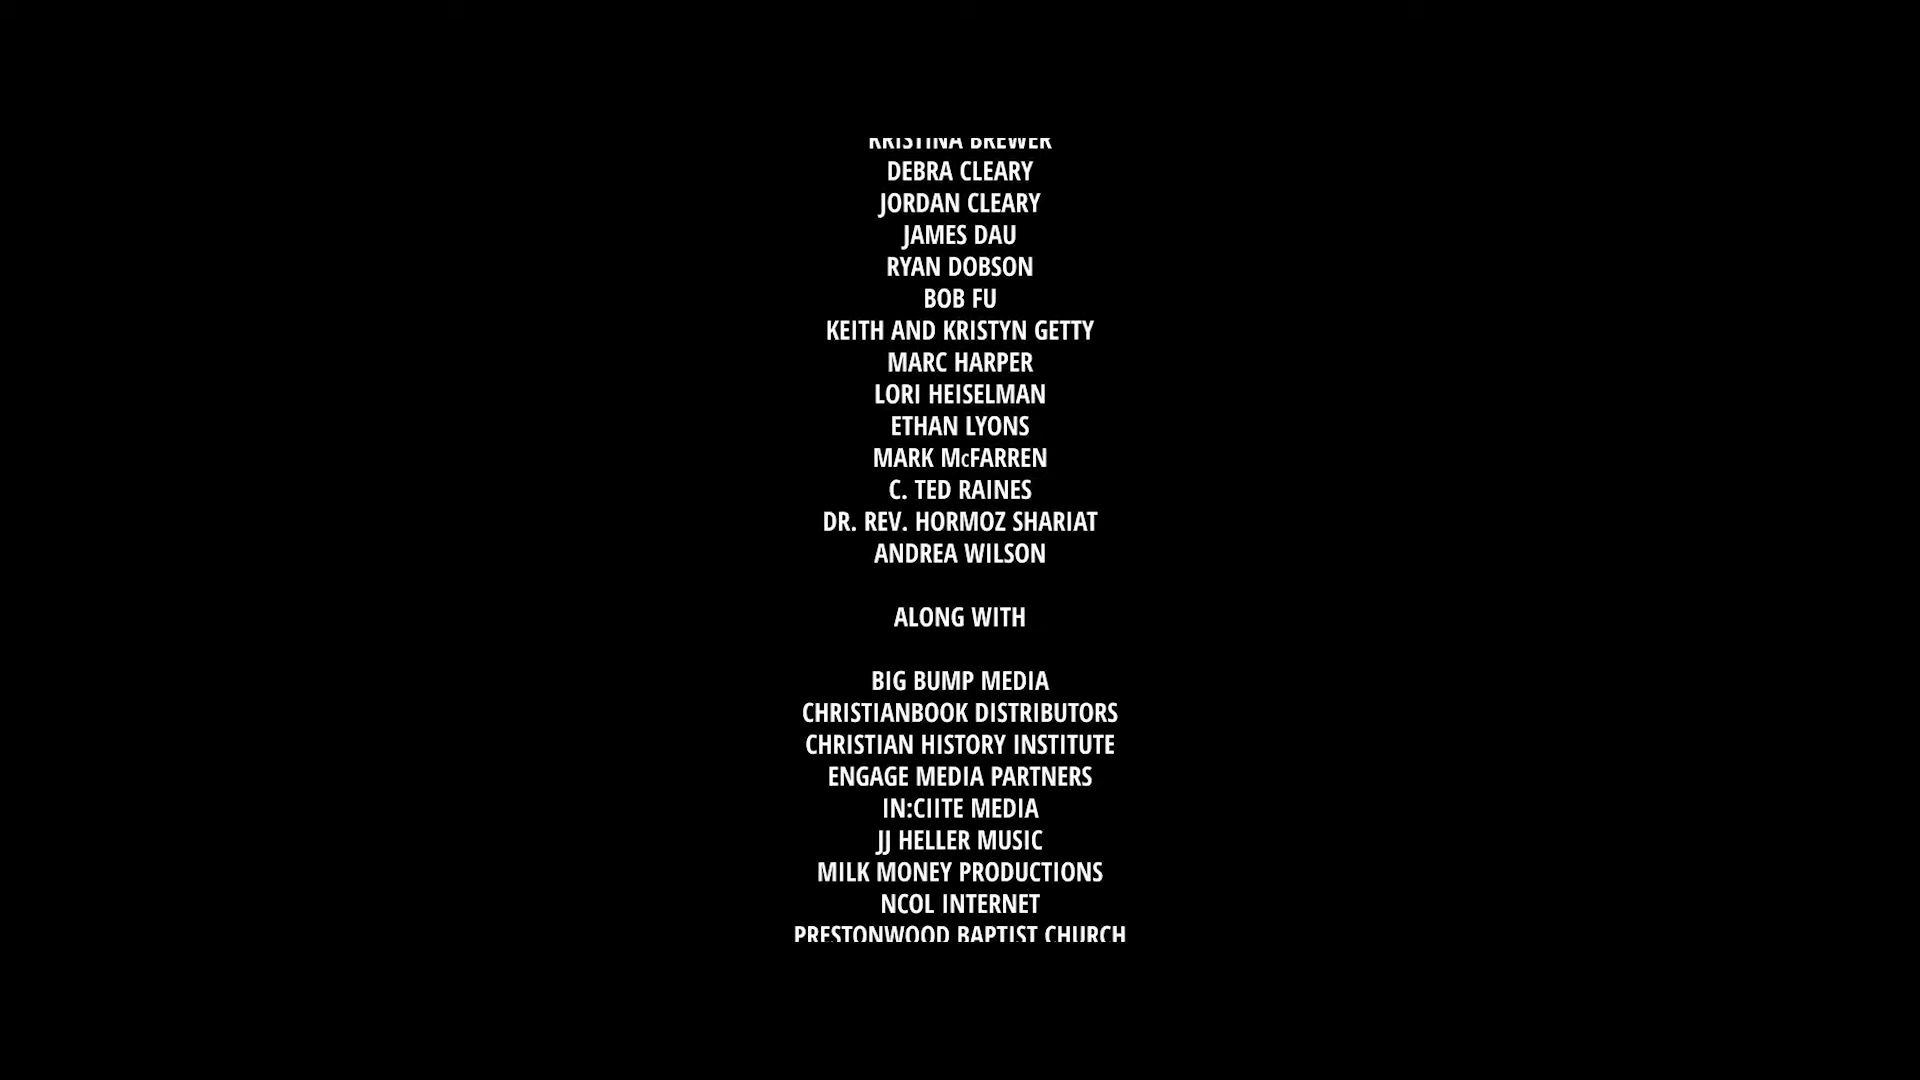 KRISTINA BREWER
DEBRA CLEARY
JORDAN CLEARY
JAMES DAU
RYAN DOBSON
BOB FU
KEITH AND KRISTYN GETTY
MARC HARPER
LORI HEISELMAN
ETHAN LYONS
MARK McFARREN
C. TED RAINES
DR. REV. HORMOZ SHARIAT
ANDREA WILSON
ALONG WITH
BIG BUMP MEDIA
CHRISTIANBOOK DISTRIBUTORS
CHRISTIAN HISTORY INSTITUTE
ENGAGE MEDIA PARTNERS
IN:CIITE MEDIA
JJ HELLER MUSIC
MILK MONEY PRODUCTIONS
NCOL INTERNET
PRESTONWOOD BAPTIST CHURCH